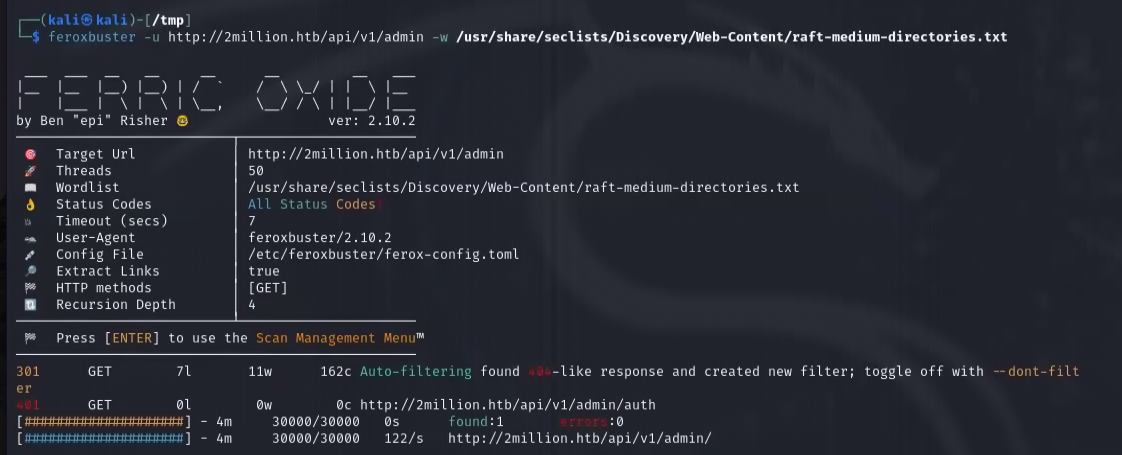 (kali㉿kali)-[/tmp]
$ feroxbuster -u http://2million.htb/api/v1/admin -w /usr/share/seclists/Discovery/Web-Content/raft-medium-directories.txt
FERRIC OXIDE
by Ben "epi" Risher 🤓 ver: 2.10.2
🎯 Target Url │ http://2million.htb/api/v1/admin
🚀 Threads │ 50
📖 Wordlist │ /usr/share/seclists/Discovery/Web-Content/raft-medium-directories.txt
👌 Status Codes │ All Status Codes!
💥 Timeout (secs) │ 7
🦡 User-Agent │ feroxbuster/2.10.2
💉 Config File │ /etc/feroxbuster/ferox-config.toml
🔎 Extract Links │ true
🏁 HTTP methods │ [GET]
🔃 Recursion Depth │ 4
🏁 Press [ENTER] to use the Scan Management Menu™
301 GET 7l 11w 162c Auto-filtering found 404-like response and created new filter; toggle off with --dont-filt
er
401 GET 0l 0w 0c http://2million.htb/api/v1/admin/auth
[####################] - 4m 30000/30000 0s found:1 errors:0
[####################] - 4m 30000/30000 122/s http://2million.htb/api/v1/admin/